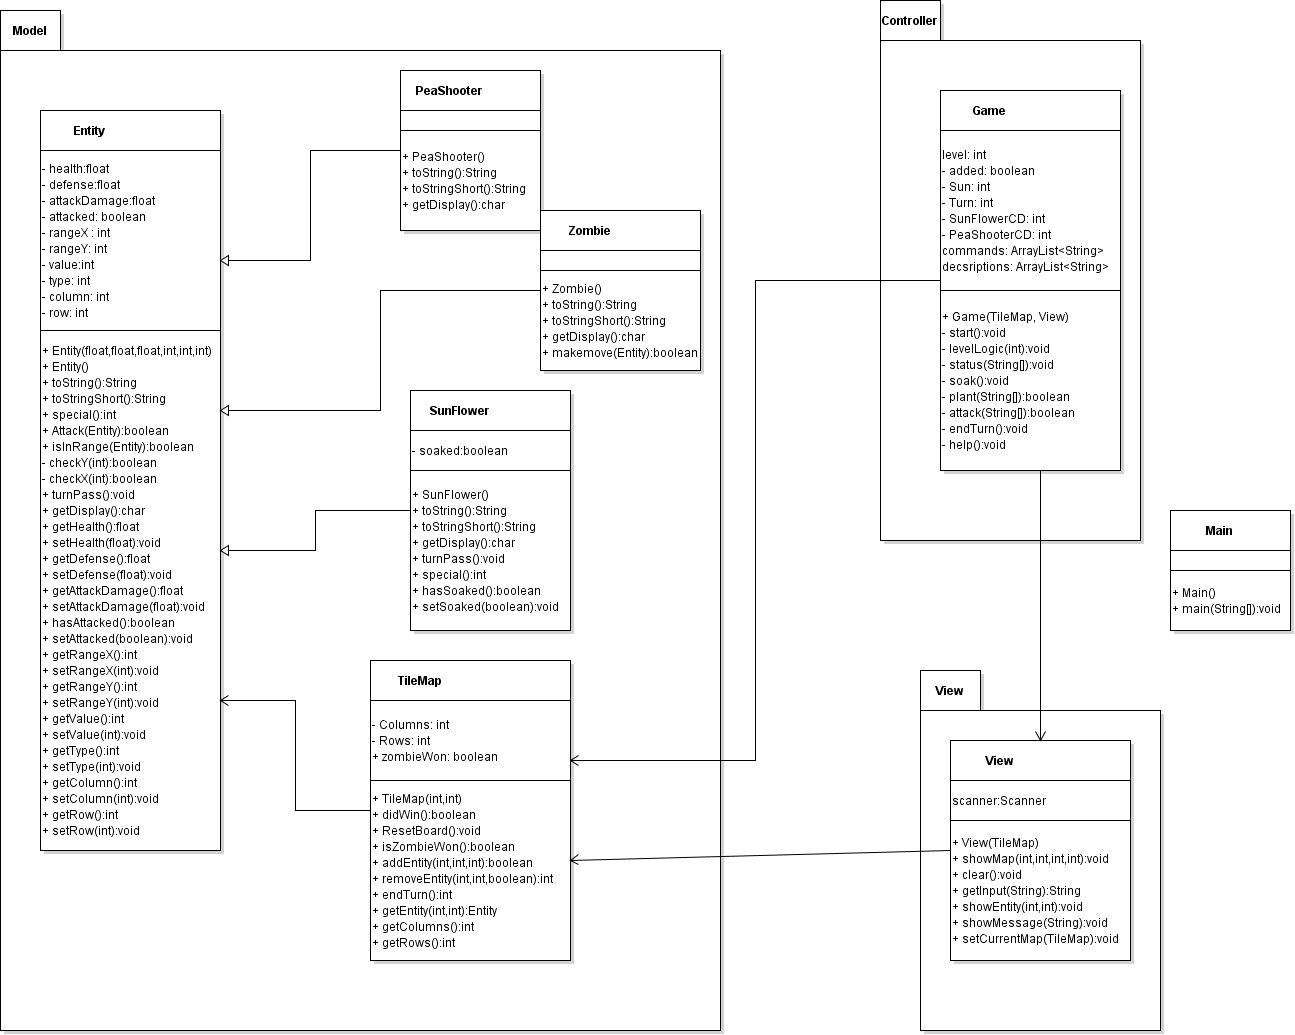 Model
Entity
- health:float
- defense:float
- attackDamage:float
- attacked: boolean
- rangeX : int
- rangeY: int
- value:int
- type: int
- column: int
- row: int
+ Entity(float,float,float,int,int,int)
+ Entity()
+ toString():String
+ toStringShort():String
+ special():int
+ Attack(Entity):boolean
+ isInRange(Entity):boolean
- checkY(int):boolean
- checkX(int):boolean
+ turnPass():void
+ getDisplay():char
+ getHealth():float
+ setHealth(float):void
+ getDefense():float
+ setDefense(float):void
+ getAttackDamage():float
+ setAttackDamage(float):void
+ hasAttacked():boolean
+ setAttacked(boolean):void
+ getRangeX():int
+ setRangeX(int):void
+ getRangeY():int
+ setRangeY(int):void
+ getValue():int
+ setValue(int):void
+ getType():int
+ setType(int):void
+ getColumn():int
+ setColumn(int):void
+ getRow():int
+ setRow(int):void
PeaShooter
+ PeaShooter()
+ toString():String
+ toStringShort():String
+ getDisplay():char
Zombie
+ Zombie()
+ toString():String
+ toStringShort():String
+ getDisplay():char
+ makemove(Entity):boolean
SunFlower
- soaked:boolean
+ SunFlower()
+ toString():String
+ toStringShort():String
+ getDisplay():char
+ turnPass():void
+ special():int
+ hasSoaked():boolean
+ setSoaked(boolean):void
TileMap
- Columns: int
- Rows: int
+ zombieWon: boolean
+ TileMap(int,int)
+ didWin():boolean
+ ResetBoard():void
+ isZombieWon():boolean
+ addEntity(int,int,int):boolean
+ removeEntity(int,int,boolean):int
+ endTurn():int
+ getEntity(int,int):Entity
+ getColumns():int
+ getRows():int
Controller
Game
level: int
- added: boolean
- Sun: int
- Turn: int
- SunFlowerCD: int
- PeaShooterCD: int
commands: ArrayList<String>
decsriptions: ArrayList<String>
+ Game(TileMap, View)
- start():void
- levelLogic(int):void
- status(String[]):void
- soak():void
- plant(String[]):boolean
- attack(String[]):boolean
- endTurn():void
- help():void
Main
+ Main()
+ main(String[]):void
View
View
scanner:Scanner
+ View(TileMap)
+ showMap(int,int,int,int):void
+ clear():void
+ getInput(String):String
+ showEntity(int,int):void
+ showMessage(String):void
+ setCurrentMap(TileMap):void